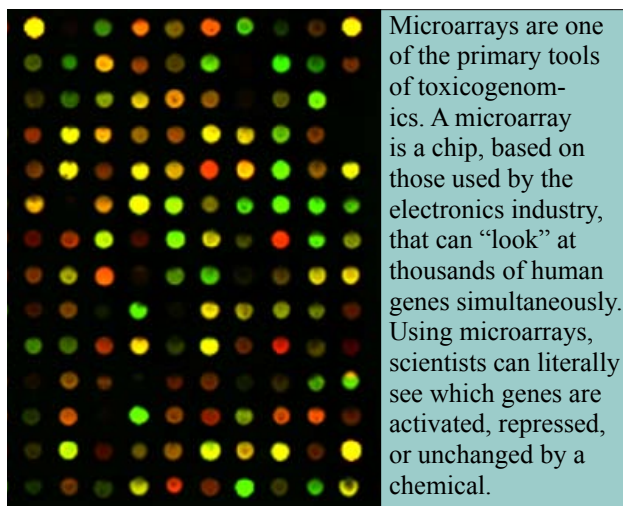 Microarrays are one
of the primary tools
of toxicogenom-
ics. A microarray
is a chip, based on
those used by the
electronics industry,
that can “look” at
thousands of human
genes simultaneously.
Using microarrays,
scientists can literally
see which genes are
activated, repressed,
or unchanged by a
chemical.